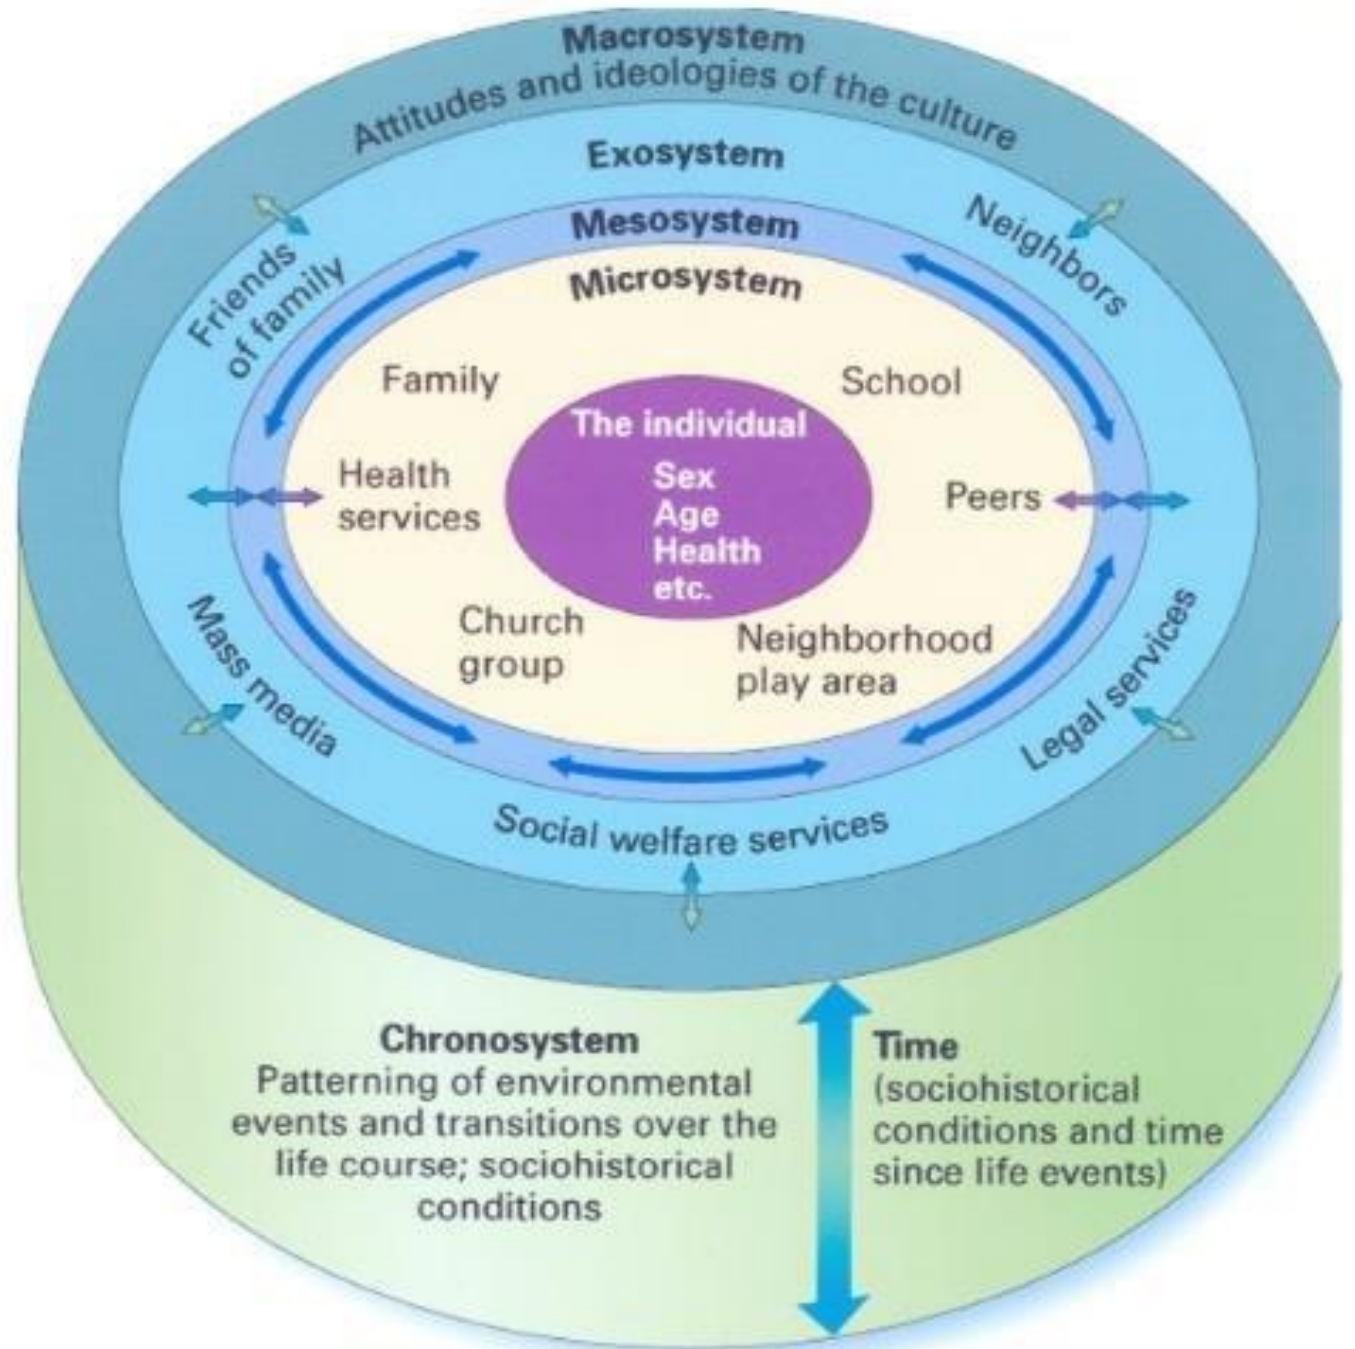 Macrosystem
Attitudes and ideologies of the culture
Exosystem
Mesosystem
Microsystem
Friends
of family
Neighbors
Family
School
The individual
Sex
Age
Health
etc.
Health
services
Peers
Church
group
Neighborhood
play area
Mass media
Legal services
Social welfare services
Chronosystem
Patterning of environmental
events and transitions over the
life course; sociohistorical
conditions
Time
(sociohistorical
conditions and time
since life events)